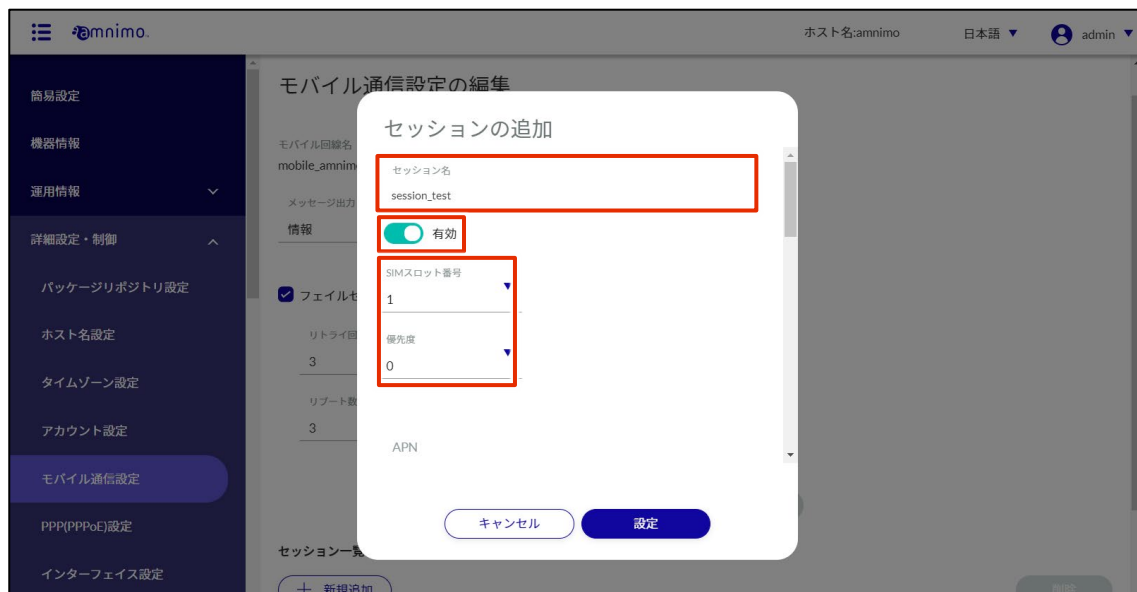 amnimo.
ホスト名:amnimo
日本語
admin
簡易設定
機器情報
運用情報
詳細設定・制御
パッケージリポジトリ設定
ホスト名設定
タイムゾーン設定
アカウント設定
モバイル通信設定
PPP(PPPoE)設定
インターフェイス設定
モバイル通信設定の編集
モバイル回線名
mobile_amnim
メッセージ出力
情報
フェイルセ
リトライ回
3
リブート数
3
セッション一覧
新規追加
削除
セッションの追加
セッション名
session_test
有効
SIMスロット番号
1
優先度
0
APN
キャンセル
設定